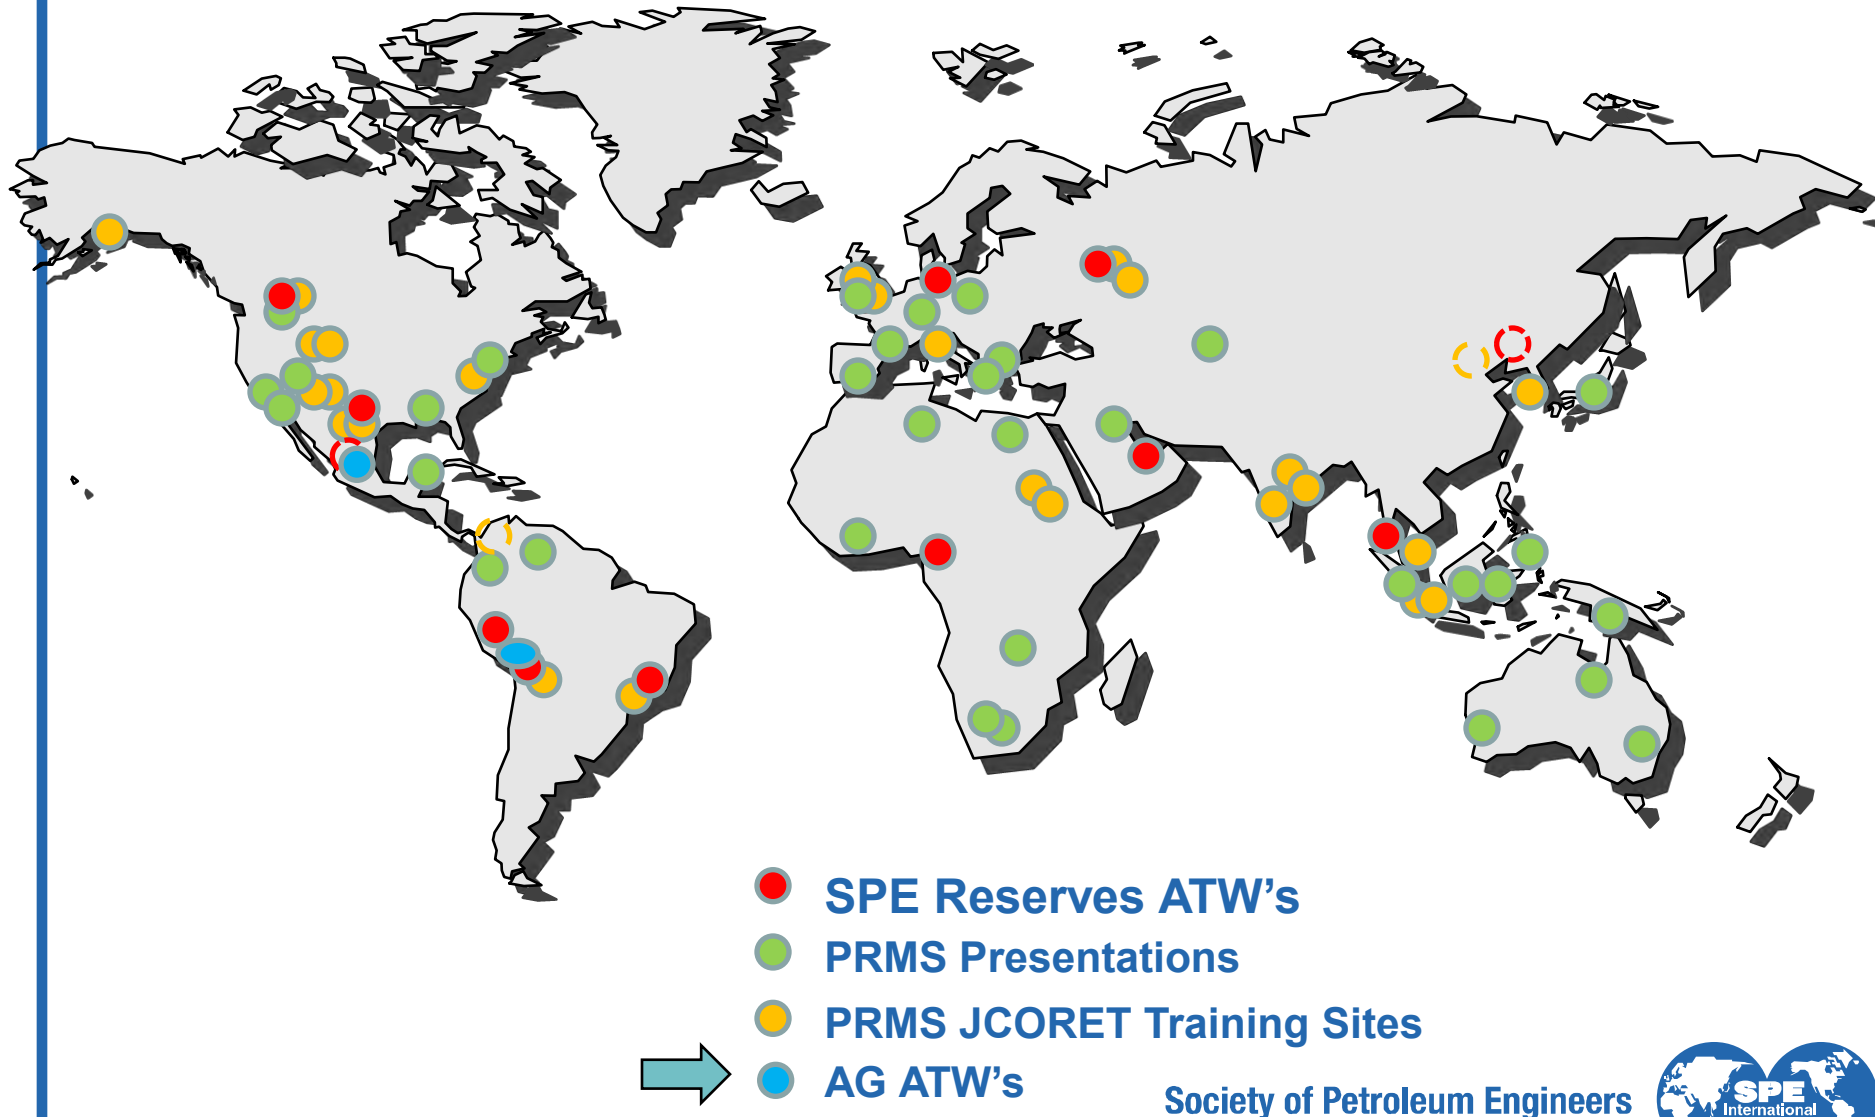 SPE Reserves ATW's
PRMS Presentations
PRMS JCORET Training Sites
AG ATW's
Society of Petroleum Engineers
SPE
International